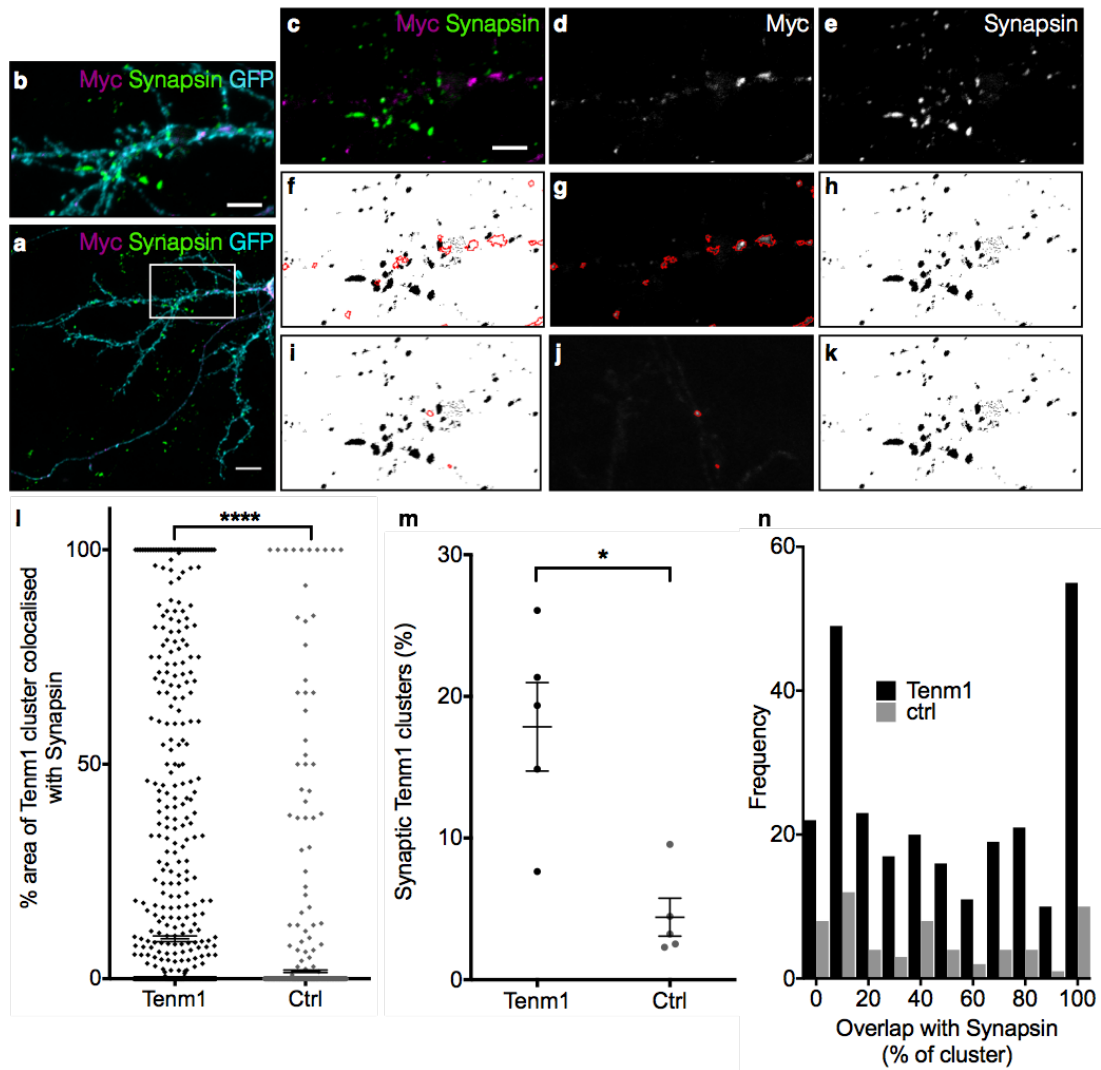 b
Myc Synapsin GFP
a
Myc Synapsin GFP
c
Myc Synapsin
d
Myc
e
Synapsin
f
g
h
i
j
k
l
****
100
50
0
% area of Tenm1 cluster colocalised
with Synapsin
Tenm1
Ctrl
m
*
30
20
10
0
Synaptic Tenm1 clusters (%)
Tenm1
Ctrl
n
60
40
20
0
Frequency
Tenm1
ctrl
0 20 40 60 80 100
Overlap with Synapsin
(% of cluster)